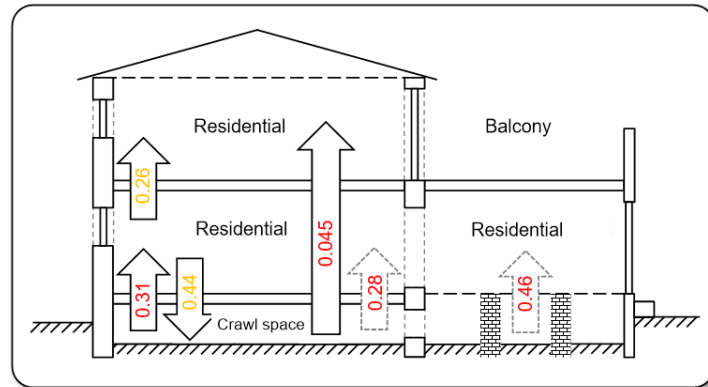 Residential
Balcony
0.26
Residential
0.045
Residential
0.31
0.44
0.28
0.46
Crawl space